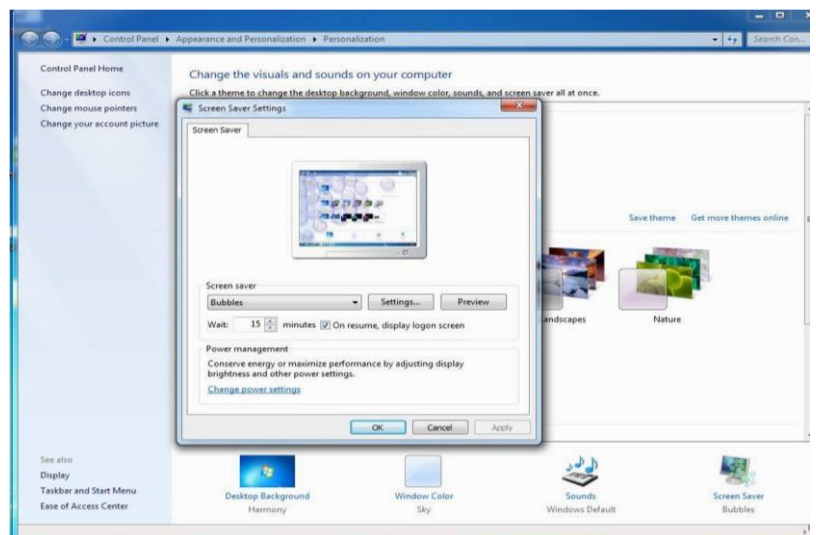 Control Panel ▸ Appearance and Personalization ▸ Personalization
Search Con...
Control Panel Home
Change desktop icons
Change mouse pointers
Change your account picture
Change the visuals and sounds on your computer
Click a theme to change the desktop background, window color, sounds, and screen saver all at once.
Screen Saver Settings
Screen Saver
Save theme Get more themes online
andscapes
Nature
Screen saver
Bubbles
Settings... Preview
Wait: 15 minutes On resume, display logon screen
Power management
Conserve energy or maximize performance by adjusting display
brightness and other power settings.
Change power settings
OK Cancel Apply
See also
Display
Taskbar and Start Menu
Ease of Access Center
Desktop Background
Harmony
Window Color
Sky
Sounds
Windows Default
Screen Saver
Bubbles